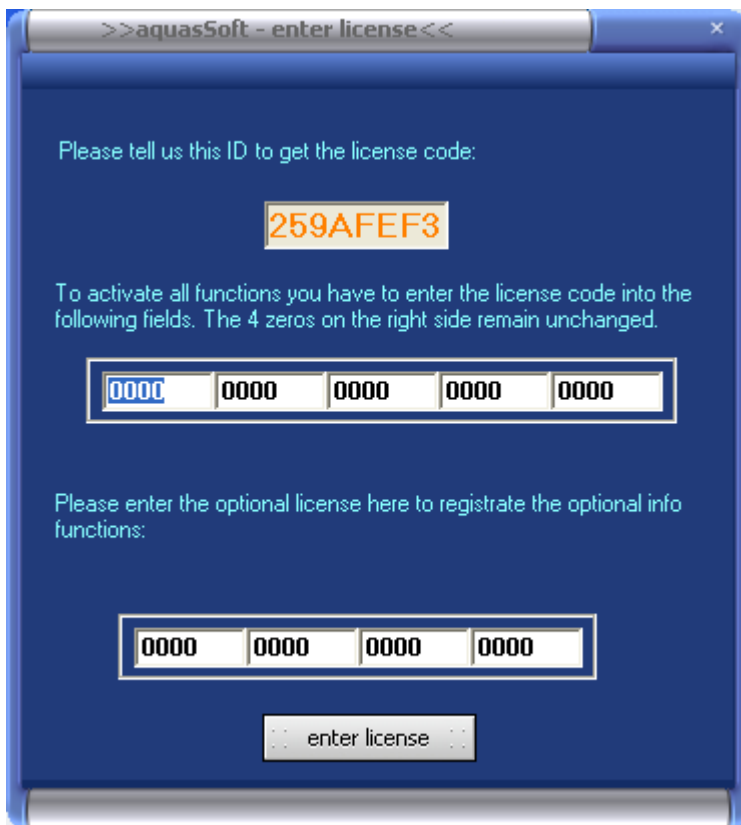 >>aquasSoft - enter license<<
Please tell us this ID to get the license code:
259AFEF3
To activate all functions you have to enter the license code into the
following fields. The 4 zeros on the right side remain unchanged.
0000 0000 0000 0000 0000
Please enter the optional license here to registrate the optional info
functions:
0000 0000 0000 0000
enter license